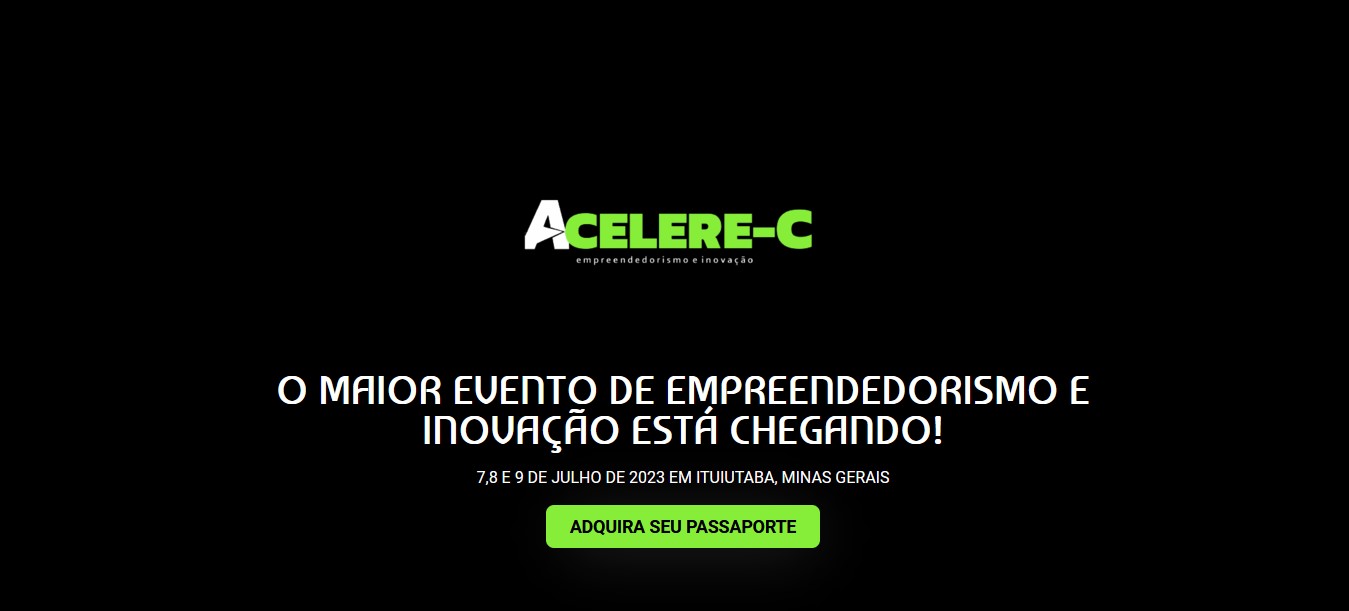 ACELERE-C
empreendedorismo e inovação
O MAIOR EVENTO DE EMPREENDEDORISMO E
INOVAÇÃO ESTÁ CHEGANDO!
7,8 E 9 DE JULHO DE 2023 EM ITUIUTABA, MINAS GERAIS
ADQUIRA SEU PASSAPORTE